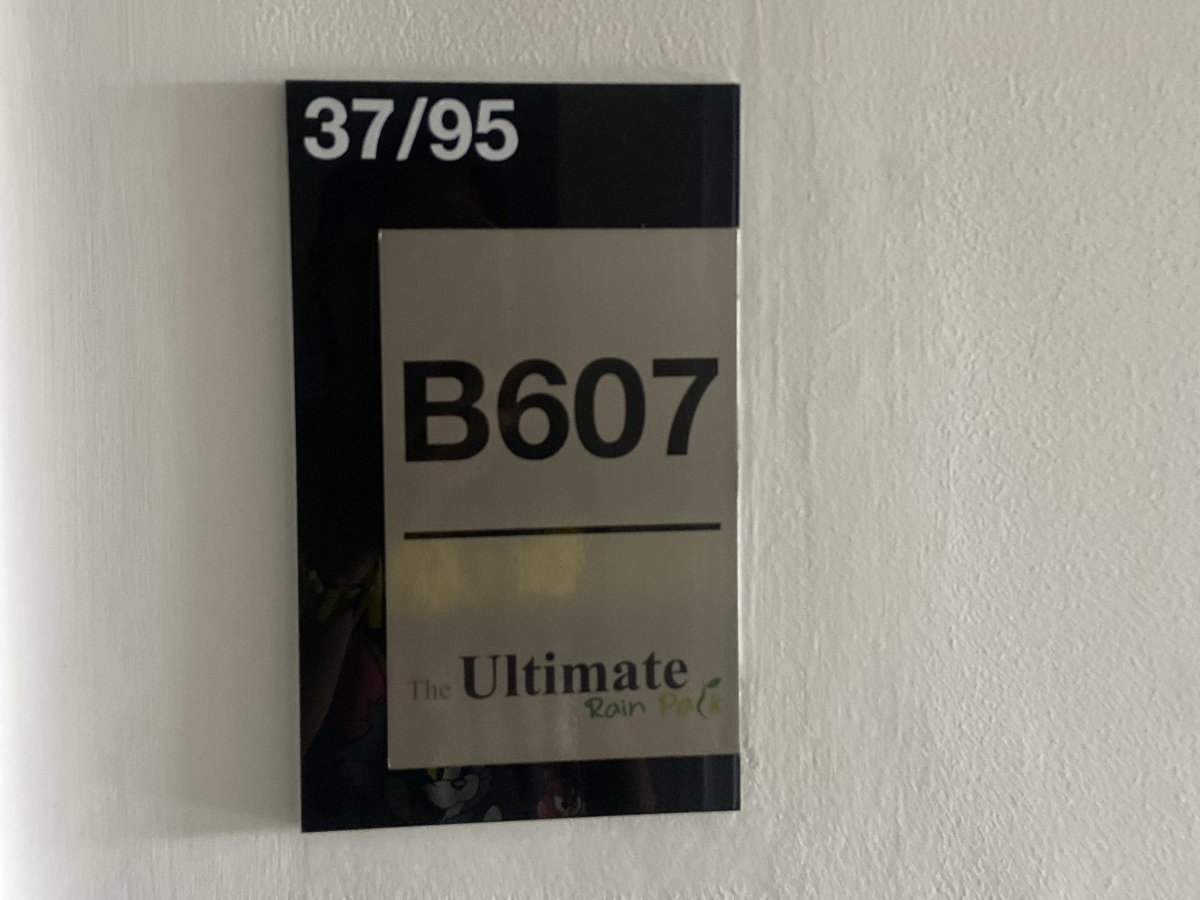 37/95
B607
The Ultimate
Rain Park